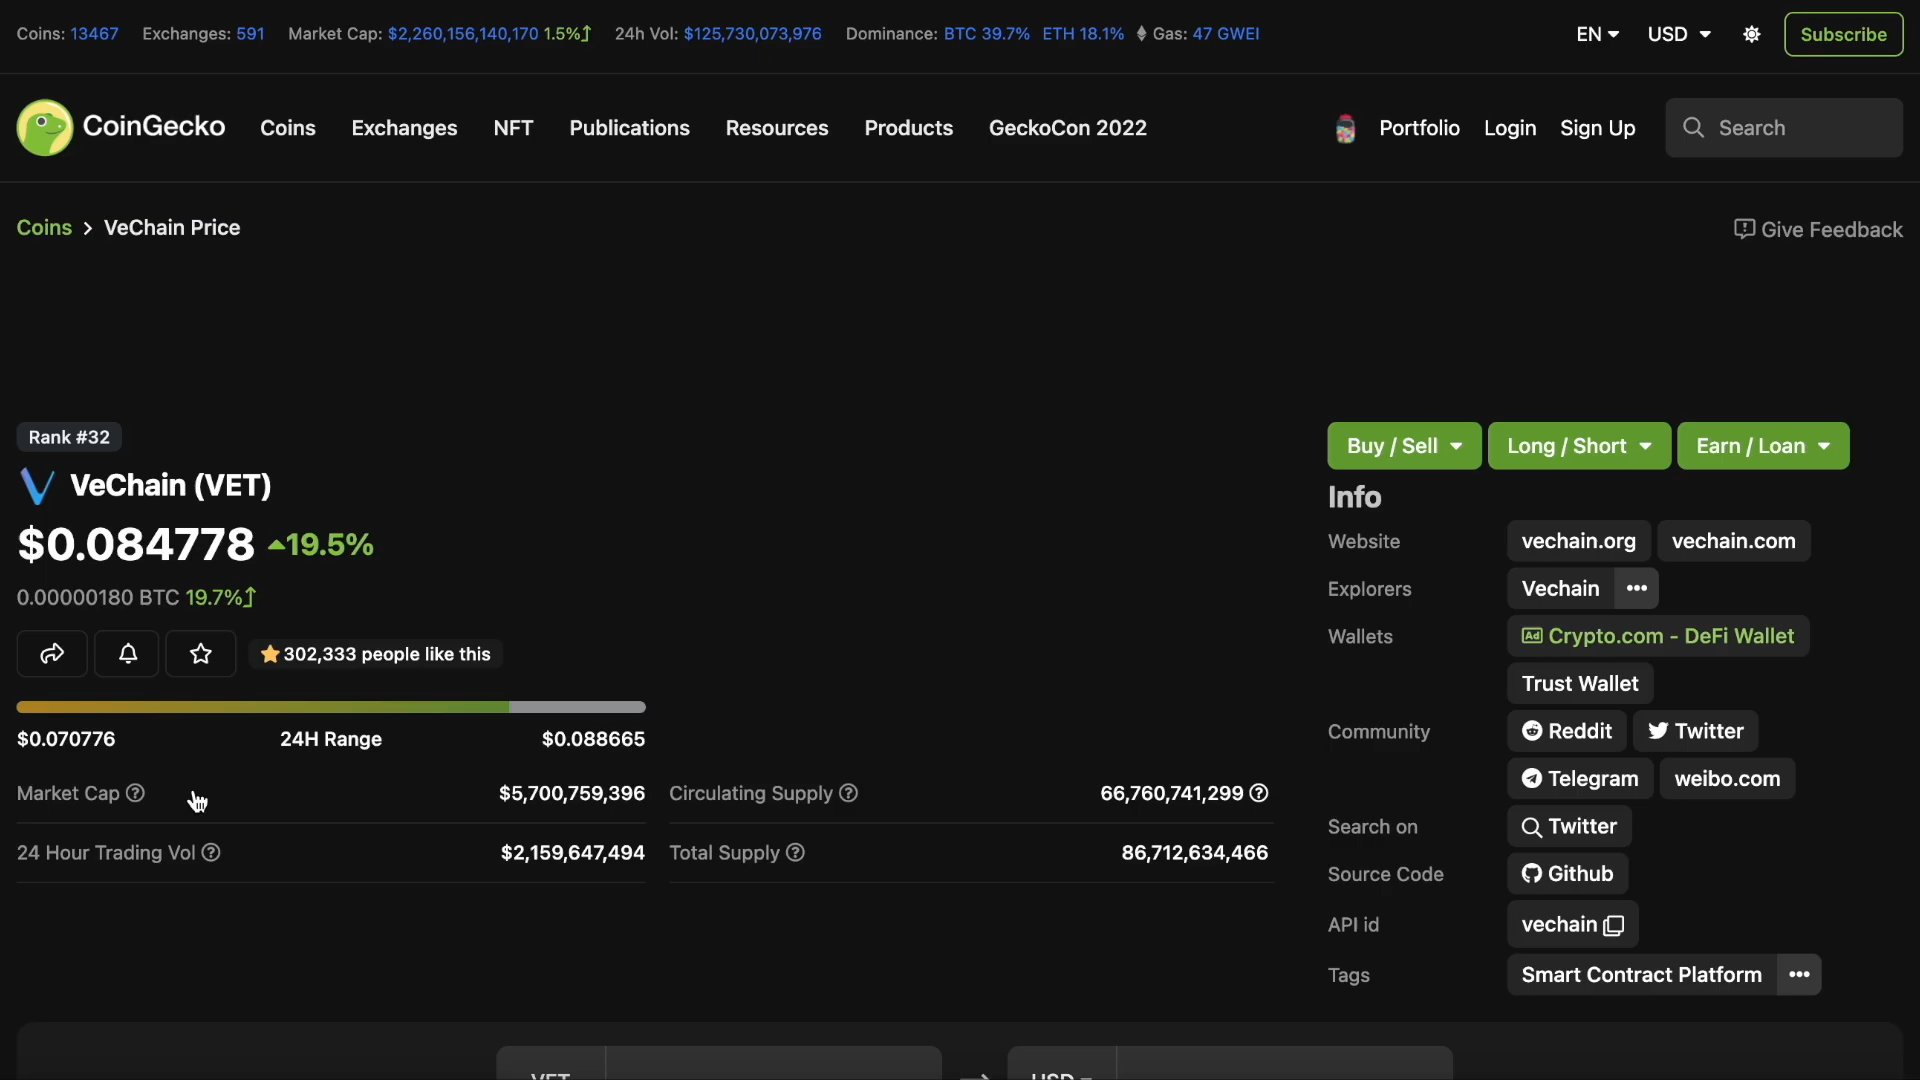 Coins: 13467 Exchanges: 591 Market Cap: $2,260,156,140,170 1.5% 24h Vol: $125,730,073,976 Dominance: BTC 39.7% ETH 18.1% Gas: 47 GWEI EN USD Subscribe
CoinGecko Coins Exchanges NFT Publications Resources Products GeckoCon 2022 Portfolio Login Sign Up Search
Coins > VeChain Price Give Feedback
Rank #32
VeChain (VET)
$0.084778 19.5%
0.00000180 BTC 19.7%
302,333 people like this
$0.070776 24H Range $0.088665
Market Cap $5,700,759,396 Circulating Supply 66,760,741,299
24 Hour Trading Vol $2,159,647,494 Total Supply 86,712,634,466
Buy / Sell Long / Short Earn / Loan
Info
Website vechain.org vechain.com
Explorers Vechain •••
Wallets Ad Crypto.com - DeFi Wallet
Trust Wallet
Community Reddit Twitter
Telegram weibo.com
Search on Twitter
Source Code Github
API id vechain
Tags Smart Contract Platform •••
VET USD